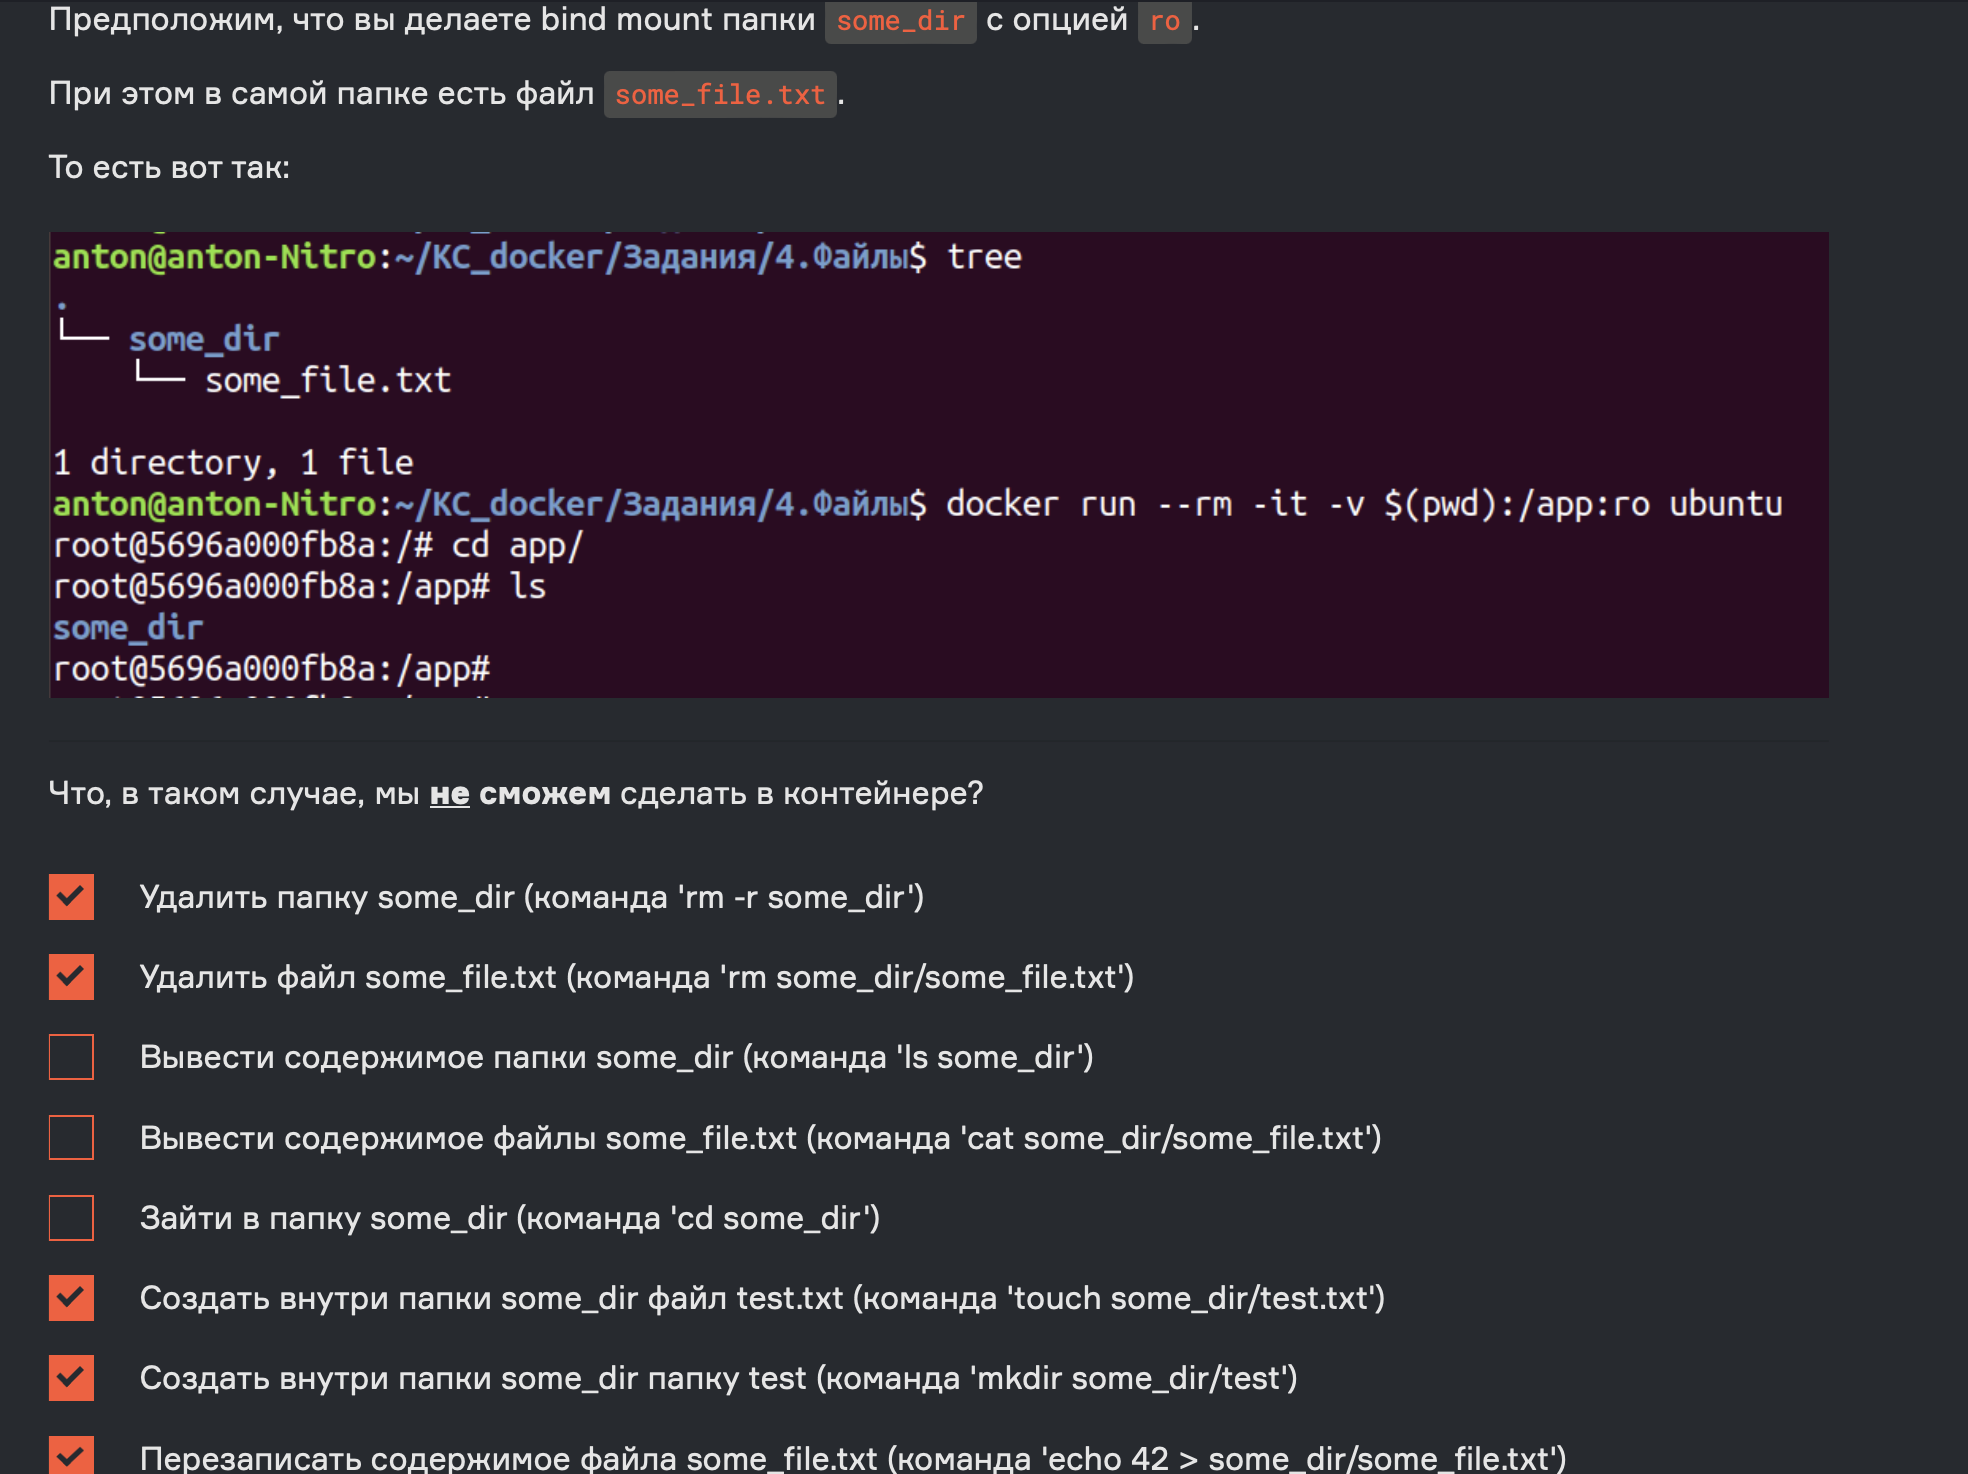 Предположим, что вы делаете bind mount папки some_dir с опцией ro.
При этом в самой папке есть файл some_file.txt.
То есть вот так:
anton@anton-Nitro:~/KC_docker/Задания/4.Файлы$ tree
.
└── some_dir
    └── some_file.txt
1 directory, 1 file
anton@anton-Nitro:~/KC_docker/Задания/4.Файлы$ docker run --rm -it -v $(pwd):/app:ro ubuntu
root@5696a000fb8a:/# cd app/
root@5696a000fb8a:/app# ls
some_dir
root@5696a000fb8a:/app#
Что, в таком случае, мы не сможем сделать в контейнере?
Удалить папку some_dir (команда 'rm -r some_dir')
Удалить файл some_file.txt (команда 'rm some_dir/some_file.txt')
Вывести содержимое папки some_dir (команда 'ls some_dir')
Вывести содержимое файлы some_file.txt (команда 'cat some_dir/some_file.txt')
Зайти в папку some_dir (команда 'cd some_dir')
Создать внутри папки some_dir файл test.txt (команда 'touch some_dir/test.txt')
Создать внутри папки some_dir папку test (команда 'mkdir some_dir/test')
Перезаписать содержимое файла some_file.txt (команда 'echo 42 > some_dir/some_file.txt')